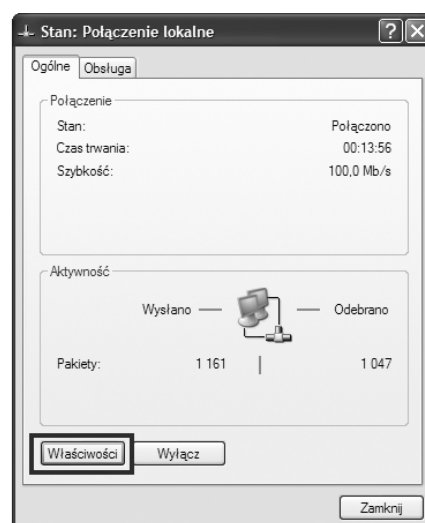 Stan: Połączenie lokalne
Ogólne Obsługa
Połączenie
Stan: Połączono
Czas trwania: 00:13:56
Szybkość: 100,0 Mb/s
Aktywność
Wysłano — — Odebrano
Pakiety: 1 161 | 1 047
Właściwości Wyłącz
Zamknij